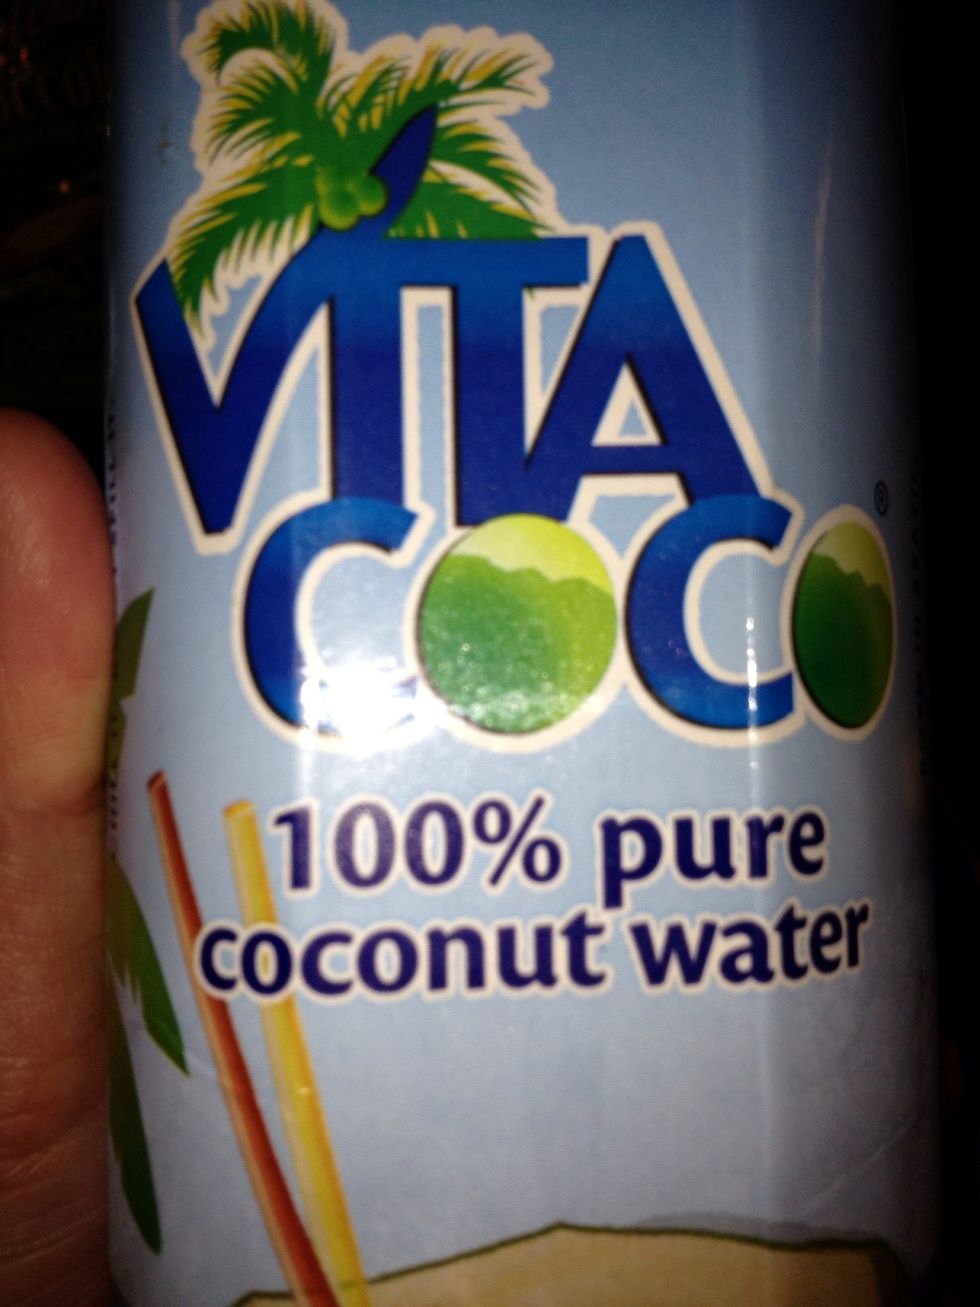 VITA
COCO®
100% pure
coconut water